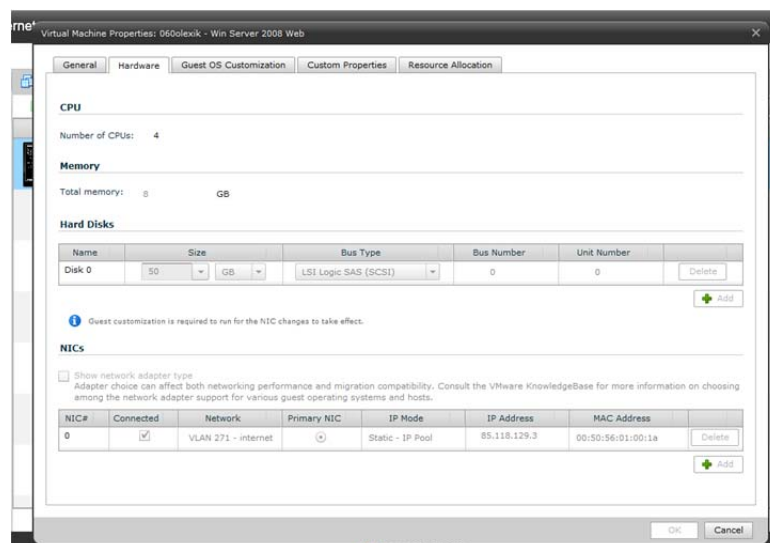 ernet
Virtual Machine Properties: 060olexik - Win Server 2008 Web
General Hardware Guest OS Customization Custom Properties Resource Allocation
CPU
Number of CPUs: 4
Memory
Total memory: 8 GB
Hard Disks
Name Size Bus Type Bus Number Unit Number
Disk 0 50 GB LSI Logic SAS (SCSI) 0 0 Delete
Add
Guest customization is required to run for the NIC changes to take effect.
NICs
Show network adapter type
Adapter choice can affect both networking performance and migration compatibility. Consult the VMware KnowledgeBase for more information on choosing
among the network adapter support for various guest operating systems and hosts.
NIC# Connected Network Primary NIC IP Mode IP Address MAC Address
0 VLAN 271 - internet Static - IP Pool 85.118.129.3 00:50:56:01:00:1a Delete
Add
OK Cancel